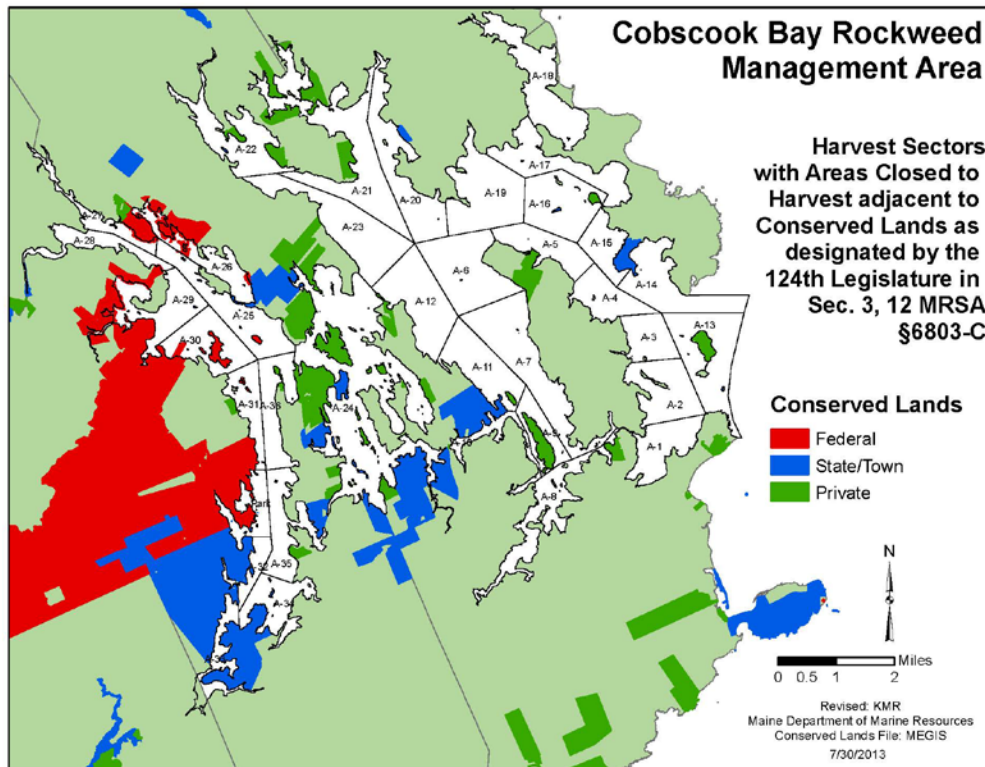 Cobscook Bay Rockweed
Management Area
Harvest Sectors
with Areas Closed to
Harvest adjacent to
Conserved Lands as
designated by the
124th Legislature in
Sec. 3, 12 MRSA
§6803-C
Conserved Lands
Federal
State/Town
Private
A-18
A-17
A-22
A-21
A-20
A-19
A-16
A-23
A-15
A-5
A-28
A-26
A-6
A-14
A-29
A-25
A-12
A-4
A-13
A-30
A-3
A-11
A-7
A-31
A-36
A-24
A-2
A-1
A-8
Park
A-35
A-32
A-34
N
Miles
0 0.5 1 2
Revised: KMR
Maine Department of Marine Resources
Conserved Lands File: MEGIS
7/30/2013